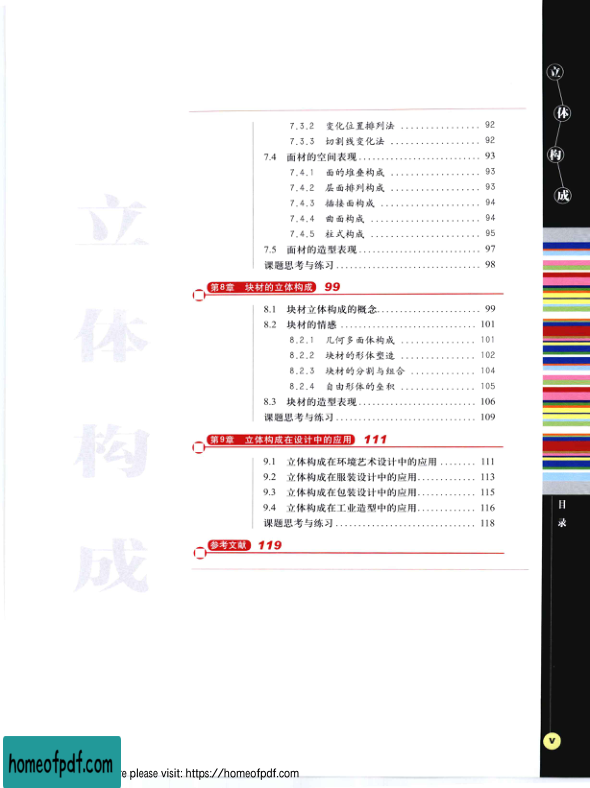 7.3.2 变化位置排列法 ................ 92
7.3.3 切割线变化法 .................. 92
7.4 面材的空间表现......................... 93
7.4.1 面的堆叠构成 .................. 93
7.4.2 层面排列构成 .................. 93
7.4.3 插接面构成 .................... 94
7.4.4 曲面构成 ...................... 94
7.4.5 柱式构成 ...................... 95
7.5 面材的造型表现......................... 97
课题思考与练习............................. 98
第8章 块材的立体构成 99
8.1 块材立体构成的概念..................... 99
8.2 块材的情感 ........................... 101
8.2.1 几何多面体构成 ............... 101
8.2.2 块材的形体塑造 ............... 102
8.2.3 块材的分割与组合 ............. 104
8.2.4 自由形体的垒积 ............... 105
8.3 块材的造型表现........................ 106
课题思考与练习............................ 109
第9章 立体构成在设计中的应用 111
9.1 立体构成在环境艺术设计中的应用 ........ 111
9.2 立体构成在服装设计中的应用............ 113
9.3 立体构成在包装设计中的应用............ 115
9.4 立体构成在工业造型中的应用............ 116
课题思考与练习............................ 118
参考文献 119
立
体
构
成
立
体
构
成
目
录
V
homeofpdf.com
e please visit: https://homeofpdf.com